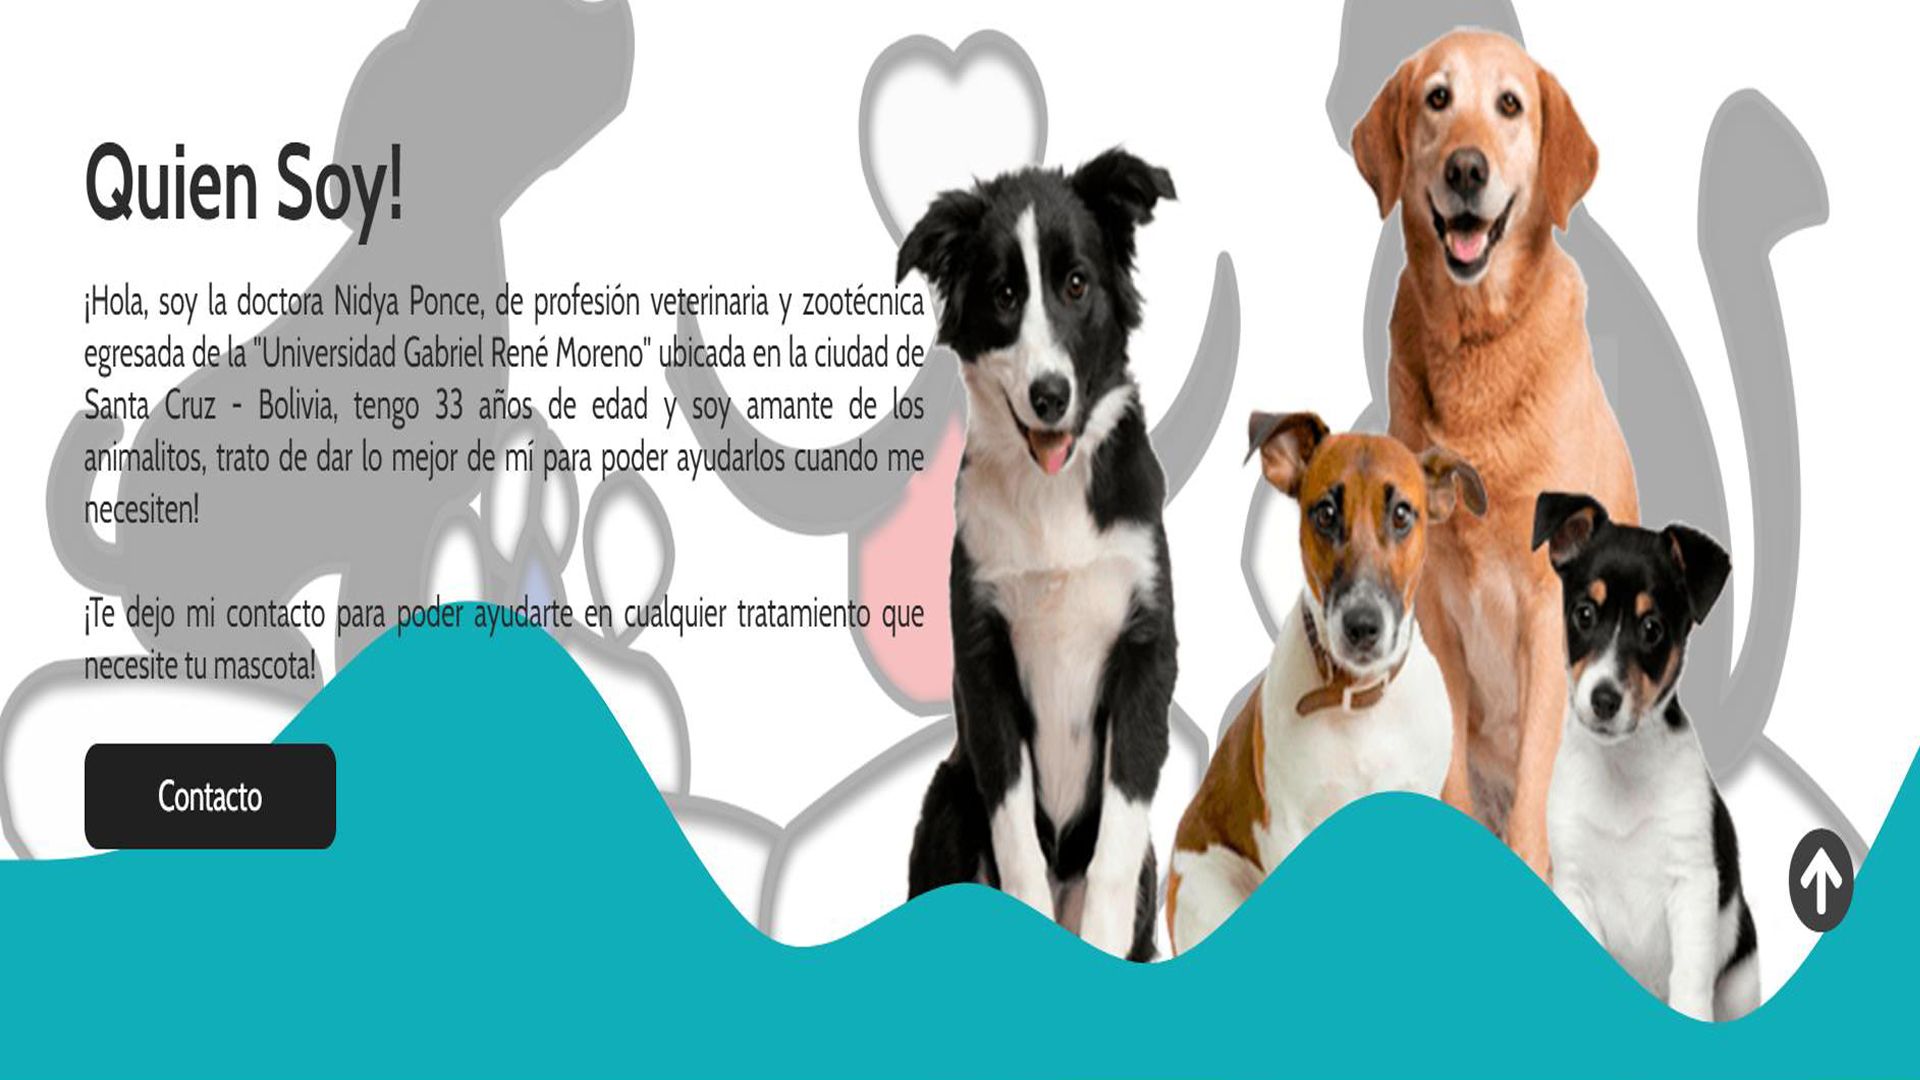 Quien Soy!
¡Hola, soy la doctora Nidya Ponce, de profesión veterinaria y zootécnica
egresada de la "Universidad Gabriel René Moreno" ubicada en la ciudad de
Santa Cruz - Bolivia, tengo 33 años de edad y soy amante de los
animalitos, trato de dar lo mejor de mí para poder ayudarlos cuando me
necesiten!
¡Te dejo mi contacto para poder ayudarte en cualquier tratamiento que
necesite tu mascota!
Contacto